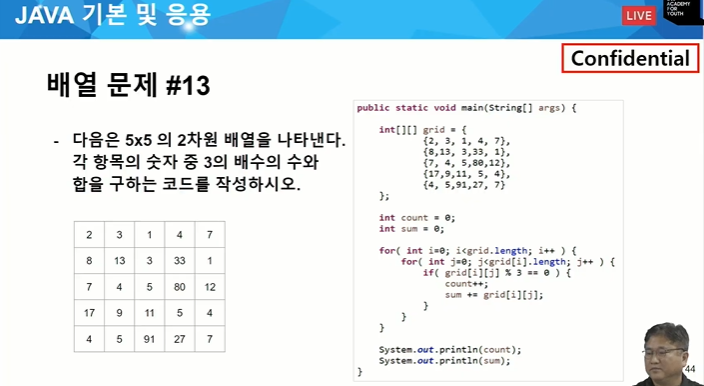 JAVA 기본 및 응용
LIVE
ACADEMY
FOR
YOUTH
Confidential
배열 문제 #13
- 다음은 5x5 의 2차원 배열을 나타낸다.
각 항목의 숫자 중 3의 배수의 수와
합을 구하는 코드를 작성하시오.
2 3 1 4 7
8 13 3 33 1
7 4 5 80 12
17 9 11 5 4
4 5 91 27 7
public static void main(String[] args) {
int[][] grid = {
{2, 3, 1, 4, 7},
{8,13, 3,33, 1},
{7, 4, 5,80,12},
{17,9,11, 5, 4},
{4, 5,91,27, 7}
};
int count = 0;
int sum = 0;
for( int i=0; i<grid.length; i++ ) {
for( int j=0; j<grid[i].length; j++ ) {
if( grid[i][j] % 3 == 0 ) {
count++;
sum += grid[i][j];
}
}
}
System.out.println(count);
System.out.println(sum);
}
44